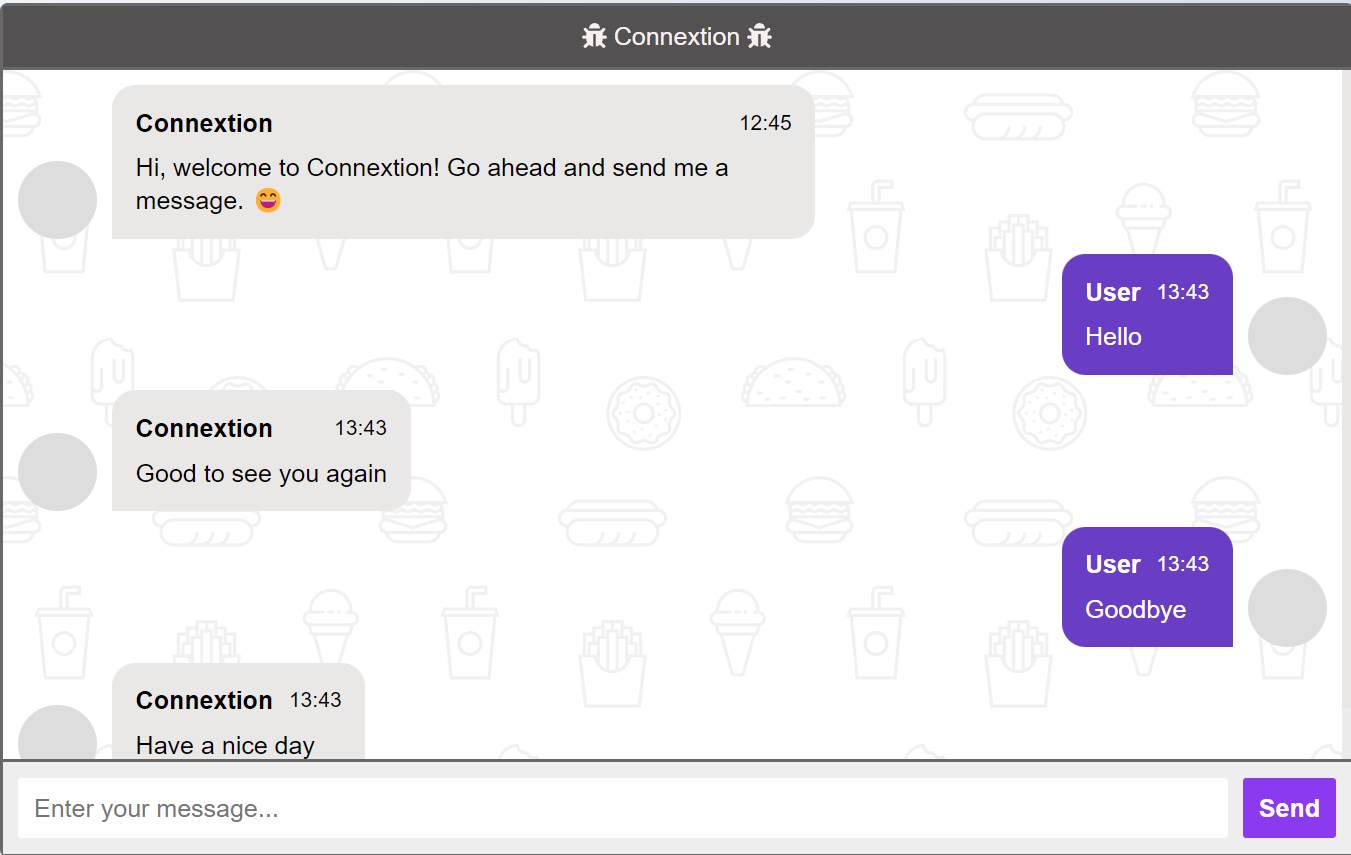 Connextion
Connextion 12:45
Hi, welcome to Connextion! Go ahead and send me a
message. 😄
User 13:43
Hello
Connextion 13:43
Good to see you again
User 13:43
Goodbye
Connextion 13:43
Have a nice day
Enter your message...
Send